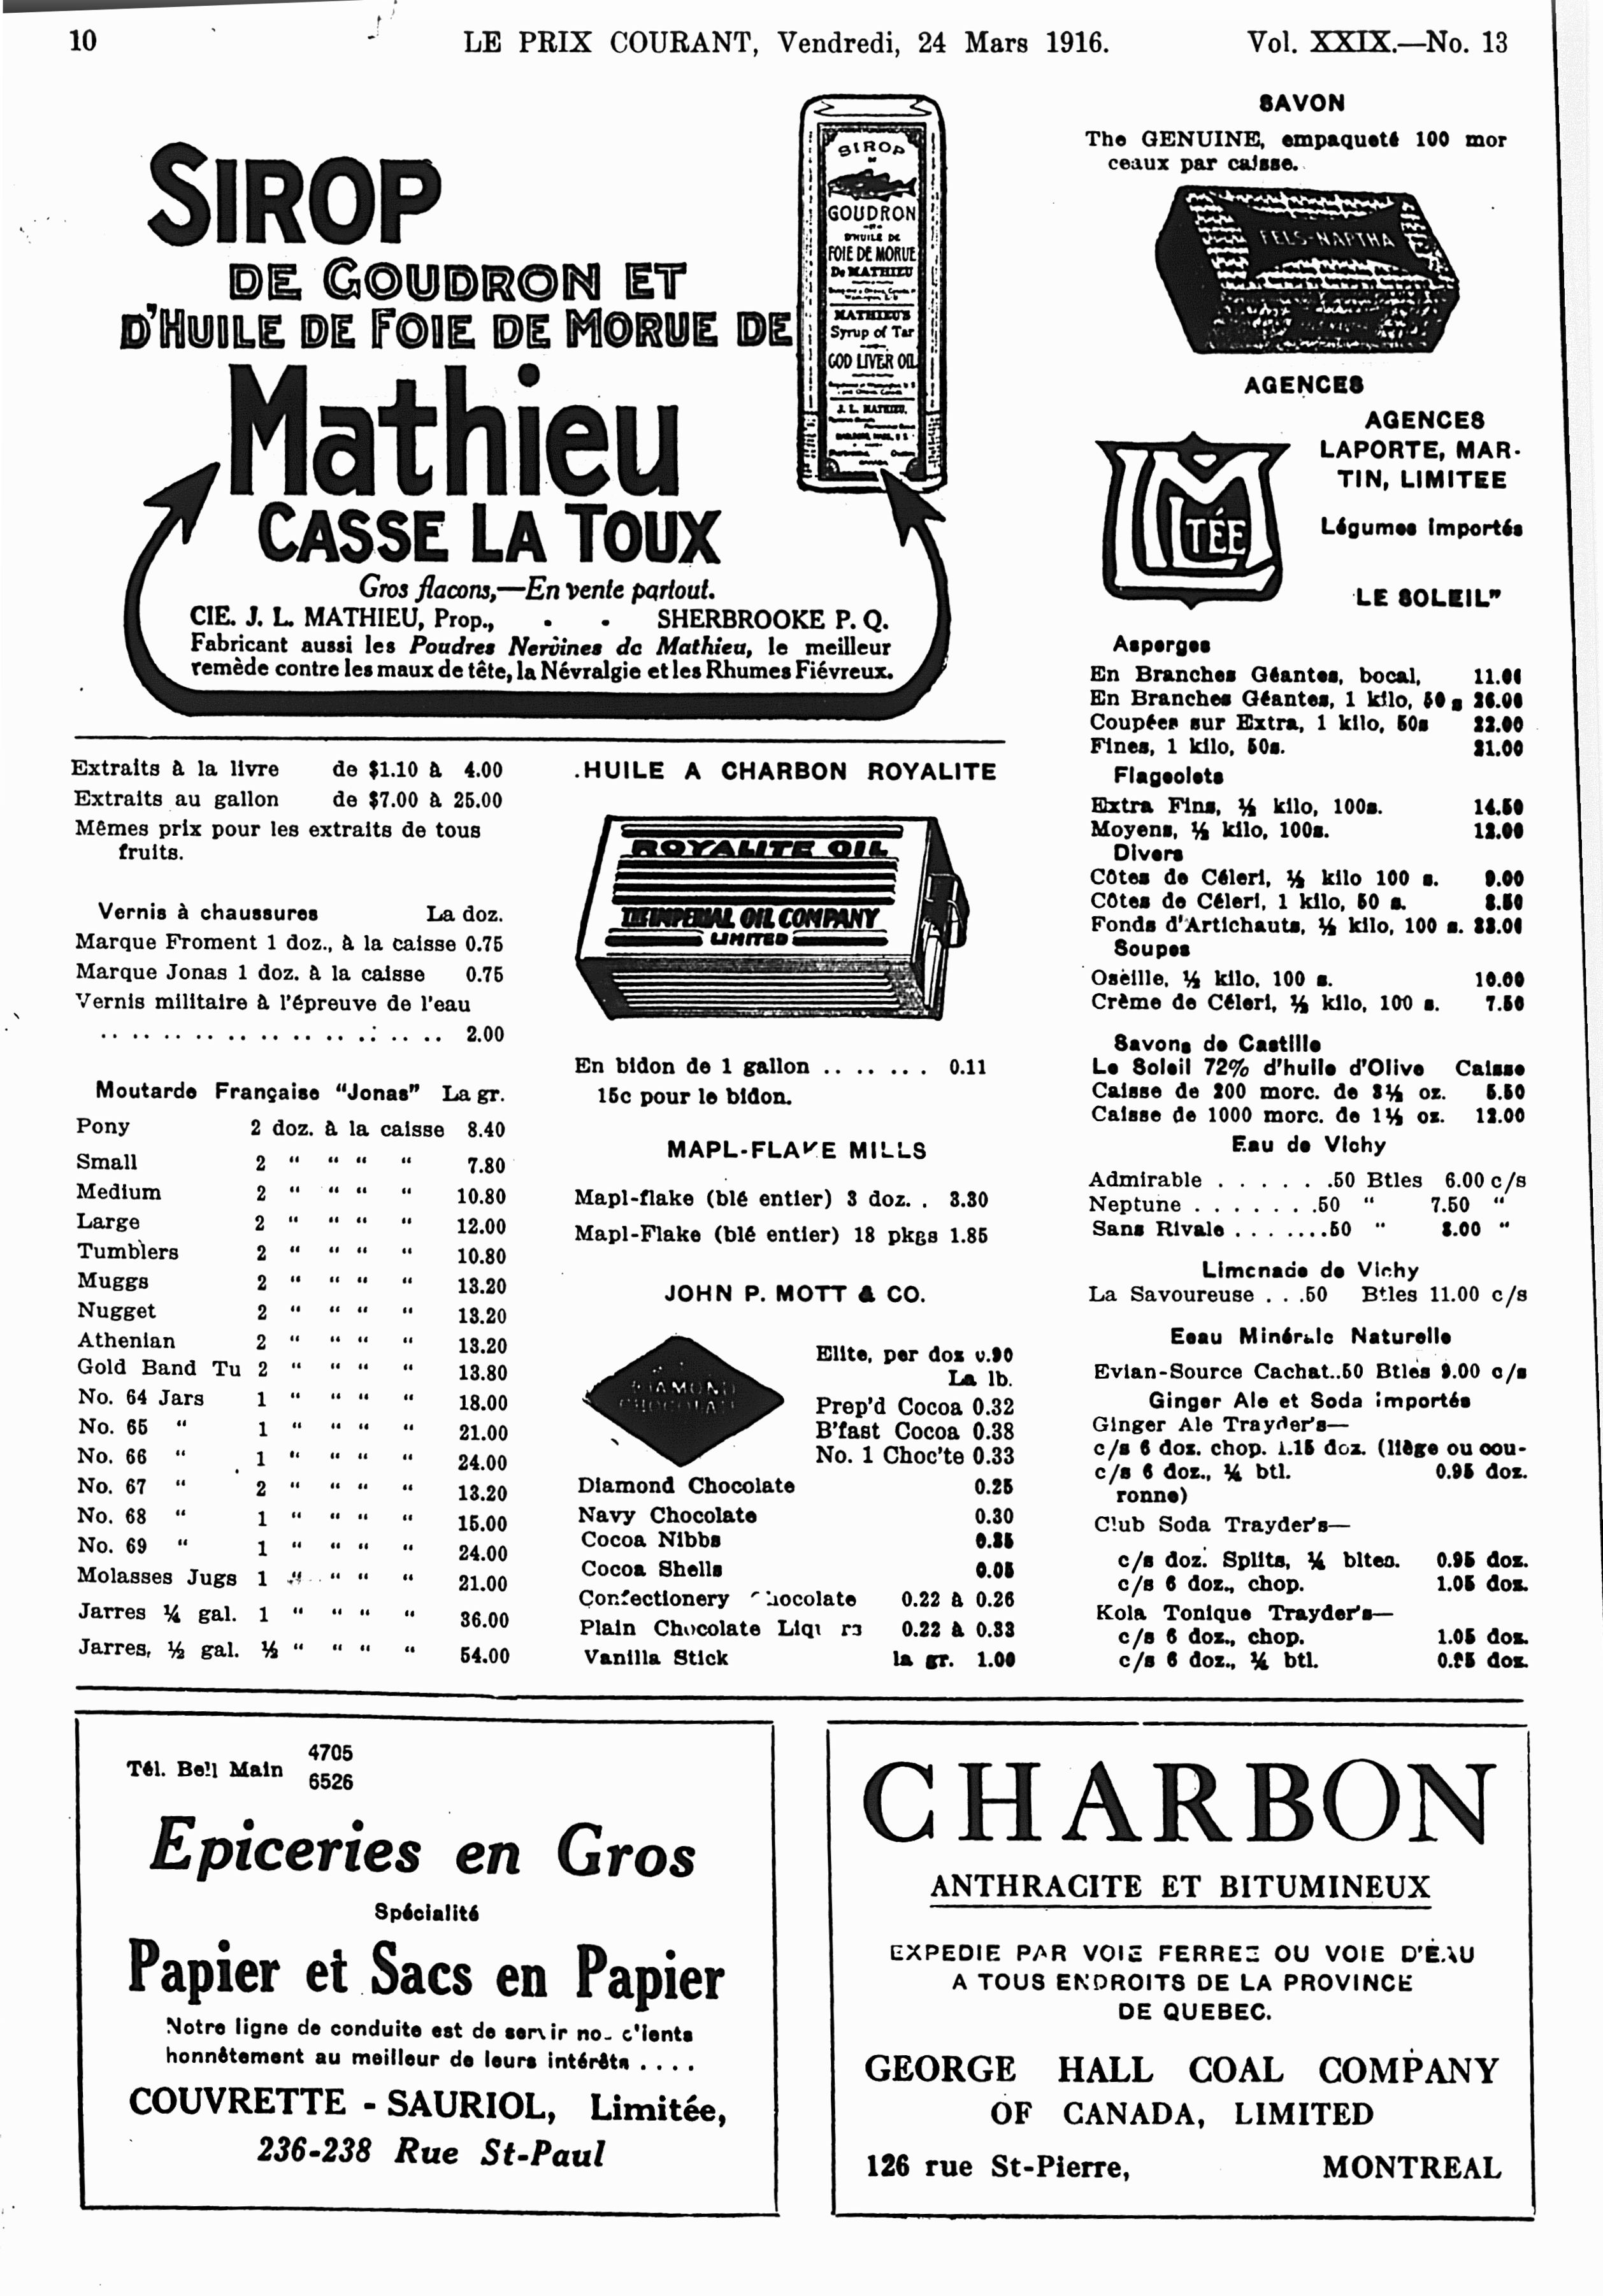 10
LE PRIX COURANT, Vendredi, 24 Mars 1916.
Vol. XXIX.—No. 13
SIROP
DE GOUDRON ET
D'HUILE DE FOIE DE MORUE DE
Mathieu
CASSE LA TOUX
Gros flacons,—En vente partout.
CIE. J. L. MATHIEU, Prop., - - SHERBROOKE P. Q.
Fabricant aussi les Poudres Nervines de Mathieu, le meilleur
remède contre les maux de tête, la Névralgie et les Rhumes Fiévreux.
SIROP
GOUDRON
D'HUILE DE
FOIE DE MORUE
De MATHIEU
MATHIEU'S
Syrup of Tar
COD LIVER OIL
J. L. MATHIEU,
Extraits à la livre de $1.10 à 4.00
Extraits au gallon de $7.00 à 25.00
Mêmes prix pour les extraits de tous
fruits.
Vernis à chaussures La doz.
Marque Froment 1 doz., à la caisse 0.75
Marque Jonas 1 doz. à la caisse 0.75
Vernis militaire à l'épreuve de l'eau
.. .. .. .. .. .. .. .. .. .. .. 2.00
Moutarde Française "Jonas" La gr.
Pony 2 doz. à la caisse 8.40
Small 2 " " " " 7.80
Medium 2 " " " " 10.80
Large 2 " " " " 12.00
Tumblers 2 " " " " 10.80
Muggs 2 " " " " 13.20
Nugget 2 " " " " 13.20
Athenian 2 " " " " 13.20
Gold Band Tu 2 " " " " 13.80
No. 64 Jars 1 " " " " 18.00
No. 65 " 1 " " " " 21.00
No. 66 " 1 " " " " 24.00
No. 67 " 2 " " " " 13.20
No. 68 " 1 " " " " 15.00
No. 69 " 1 " " " " 24.00
Molasses Jugs 1 " " " " 21.00
Jarres ¼ gal. 1 " " " " 36.00
Jarres, ½ gal. ½ " " " " 54.00
HUILE A CHARBON ROYALITE
ROYALITE OIL
THE IMPERIAL OIL COMPANY
LIMITED
En bidon de 1 gallon .. .. ... 0.11
15c pour le bidon.
MAPL-FLAKE MILLS
Mapl-flake (blé entier) 3 doz. . 3.30
Mapl-Flake (blé entier) 18 pkgs 1.85
JOHN P. MOTT & CO.
DIAMOND
CHOCOLATE
Elite, per doz
La lb.
Prep'd Cocoa 0.32
B'fast Cocoa 0.38
No. 1 Choc'te 0.33
Diamond Chocolate 0.25
Navy Chocolate 0.30
Cocoa Nibbs
Cocoa Shells 0.05
Confectionery Chocolate 0.22 à 0.26
Plain Chocolate Liquors 0.22 à 0.33
Vanilla Stick la gr. 1.00
SAVON
The GENUINE, empaqueté 100 mor
ceaux par caisse.
FELS-NAPTHA
AGENCES
LMTÉE
AGENCES
LAPORTE, MAR-
TIN, LIMITEE
Légumes importés
LE SOLEIL"
Asperges
En Branches Géantes, bocal, 11.00
En Branches Géantes, 1 kilo, 50 s 26.00
Coupées sur Extra, 1 kilo, 50s 22.00
Fines, 1 kilo, 50s. 21.00
Flageolets
Extra Fins, ½ kilo, 100s. 14.50
Moyens, ½ kilo, 100s.
Divers
Côtes de Céleri, ½ kilo 100 s. 9.00
Côtes de Céleri, 1 kilo, 50 s. 8.50
Fonds d'Artichauts, ½ kilo, 100 s.
Soupes
Oseille, ½ kilo, 100 s. 10.00
Crème de Céleri, ½ kilo, 100 s. 7.50
Savons de Castille
Le Soleil 72% d'huile d'Olive Caisse
Caisse de 200 morc. de 3½ oz. 5.50
Caisse de 1000 morc. de 1½ oz. 12.00
Eau de Vichy
Admirable . . . . . .50 Btles 6.00 c/s
Neptune . . . . . . .50 " 7.50 "
Sans Rivale . . . ....50 " 8.00 "
Limonade de Vichy
La Savoureuse . . .50 Btles 11.00 c/s
Eeau Minérale Naturelle
Evian-Source Cachat..50 Btles 9.00 c/s
Ginger Ale et Soda importés
Ginger Ale Trayder's—
c/s 6 doz. chop. 1.15 doz. (liège ou cou-
c/s 6 doz., ¼ btl. 0.95 doz.
ronne)
Club Soda Trayder's—
c/s doz. Splits, ¼ bltes. 0.95 doz.
c/s 6 doz., chop. 1.05 doz.
Kola Tonique Trayder's—
c/s 6 doz., chop. 1.05 doz.
c/s 6 doz., ¼ btl. 0.95 doz.
Tél. Bell Main 4705
6526
Epiceries en Gros
Spécialité
Papier et Sacs en Papier
Notre ligne de conduite est de servir nos clients
honnêtement au meilleur de leurs intérêts . . . .
COUVRETTE - SAURIOL, Limitée,
236-238 Rue St-Paul
CHARBON
ANTHRACITE ET BITUMINEUX
EXPEDIE PAR VOIE FERREE OU VOIE D'EAU
A TOUS ENDROITS DE LA PROVINCE
DE QUEBEC.
GEORGE HALL COAL COMPANY
OF CANADA, LIMITED
126 rue St-Pierre, MONTREAL